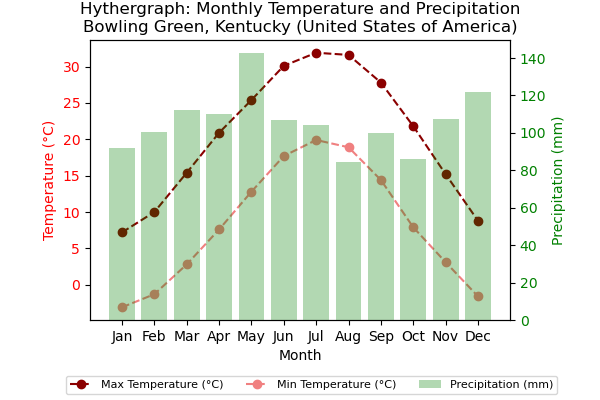 Hythergraph: Monthly Temperature and Precipitation
Bowling Green, Kentucky (United States of America)
Temperature (°C)
30
25
20
15
10
5
0
140
120
100
80
60
40
20
0
Precipitation (mm)
Jan Feb Mar Apr May Jun Jul Aug Sep Oct Nov Dec
Month
Max Temperature (°C) Min Temperature (°C) Precipitation (mm)